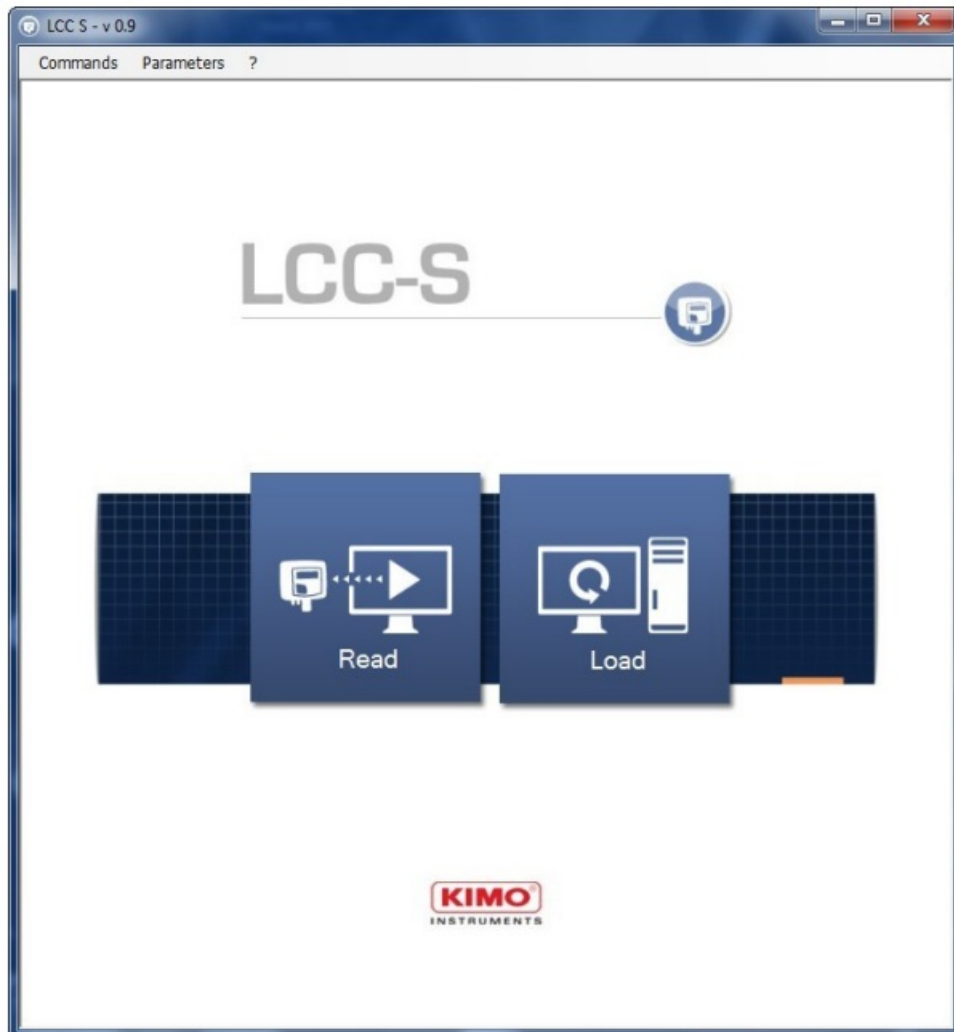 LCC S - v 0.9
Commands Parameters ?
LCC-S
Read Load
KIMO®
INSTRUMENTS